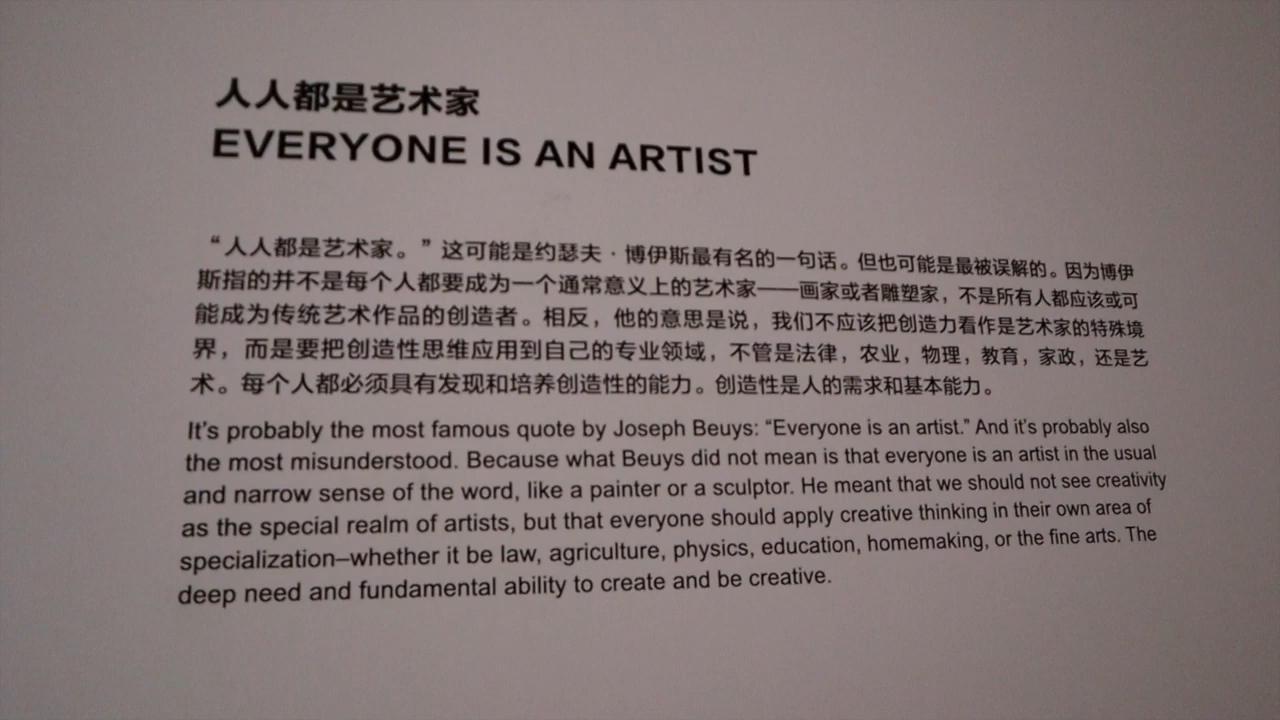 人人都是艺术家
EVERYONE IS AN ARTIST
“人人都是艺术家。”这可能是约瑟夫·博伊斯最有名的一句话。但也可能是最被误解的。因为博伊
斯指的并不是每个人都要成为一个通常意义上的艺术家——画家或者雕塑家，不是所有人都应该或可
能成为传统艺术作品的创造者。相反，他的意思是说，我们不应该把创造力看作是艺术家的特殊境
界，而是要把创造性思维应用到自己的专业领域，不管是法律，农业，物理，教育，家政，还是艺
术。每个人都必须具有发现和培养创造性的能力。创造性是人的需求和基本能力。
It’s probably the most famous quote by Joseph Beuys: “Everyone is an artist.” And it’s probably also
the most misunderstood. Because what Beuys did not mean is that everyone is an artist in the usual
and narrow sense of the word, like a painter or a sculptor. He meant that we should not see creativity
as the special realm of artists, but that everyone should apply creative thinking in their own area of
specialization–whether it be law, agriculture, physics, education, homemaking, or the fine arts. The
deep need and fundamental ability to create and be creative.